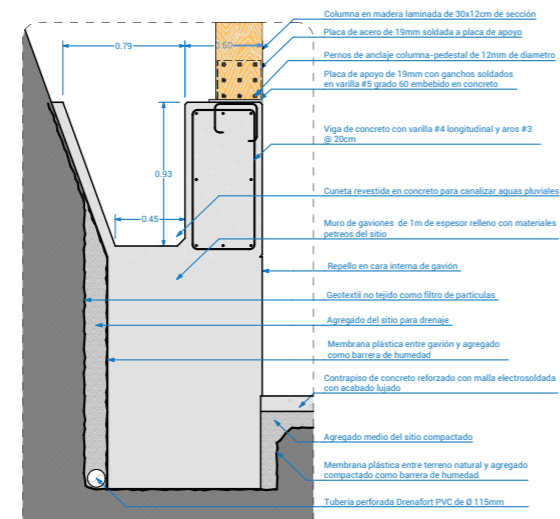 Columna en madera laminada de 30x12cm de sección
0.79
0.60
Placa de acero de 19mm soldada a placa de apoyo
Pernos de anclaje columna-pedestal de 12mm de diametro
Placa de apoyo de 19mm con ganchos soldados
en varilla #5 grado 60 embebido en concreto
Viga de concreto con varilla #4 longitudinal y aros #3
@ 20cm
0.93
Cuneta revestida en concreto para canalizar aguas pluviales
0.45
Muro de gaviones de 1m de espesor relleno con materiales
petreos del sitio
Repello en cara interna de gavión
Geotextil no tejido como filtro de particulas
Agregado del sitio para drenaje
Membrana plástica entre gavión y agregado
como barrera de humedad
Contrapiso de concreto reforzado con malla electrosoldada
con acabado lujado
Agregado medio del sitio compactado
Membrana plástica entre terreno natural y agregado
compactado como barrera de humedad
Tubería perforada Drenafort PVC de Ø 115mm